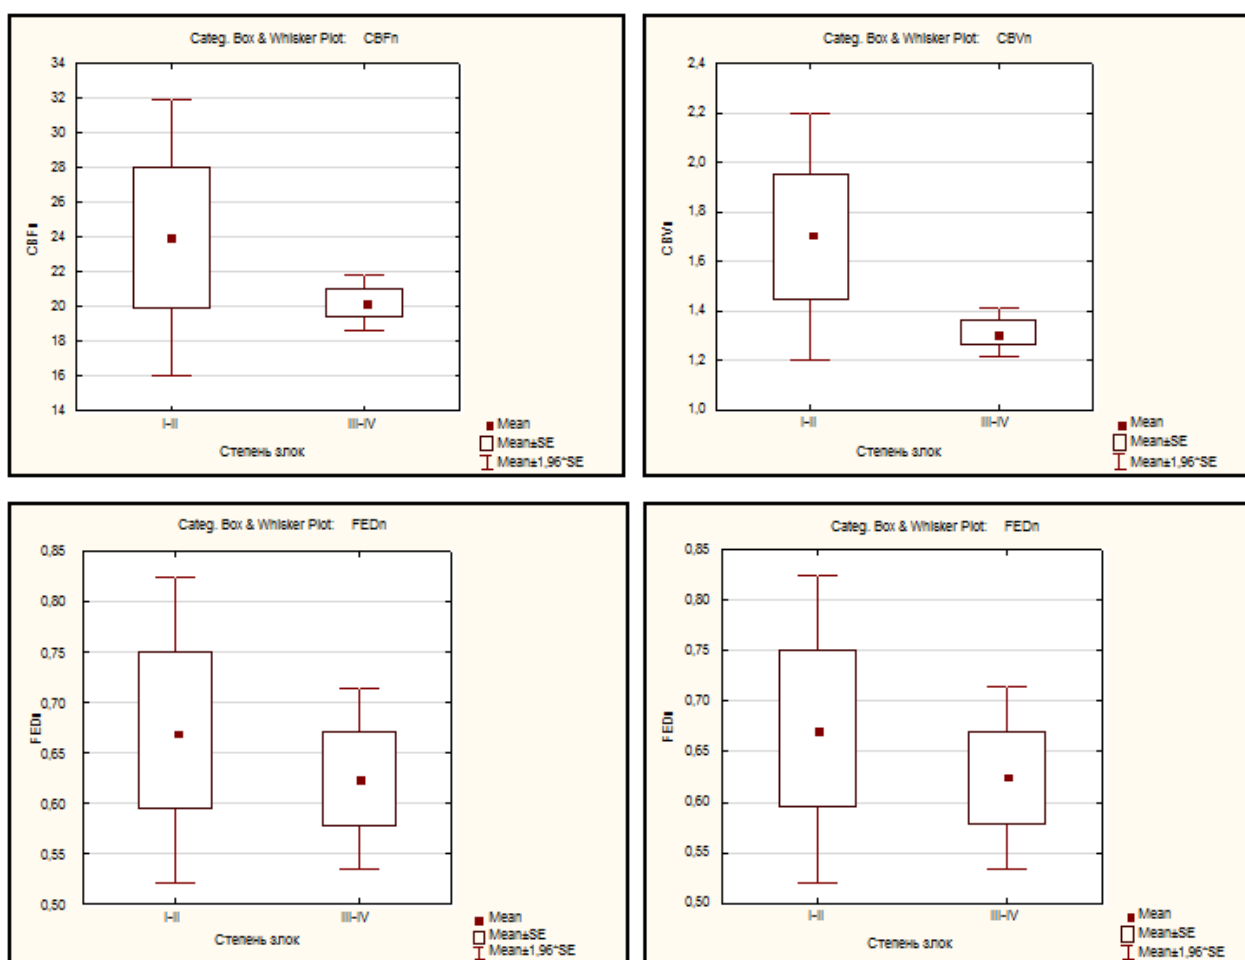 Categ. Box & Whisker Plot: CBFn
34
32
30
28
26
24
22
20
18
16
14
CBFn
I-II
III-IV
Степень злок
Mean
Mean±SE
Mean±1,96*SE
Categ. Box & Whisker Plot: CBVn
2,4
2,2
2,0
1,8
1,6
1,4
1,2
1,0
CBVn
I-II
III-IV
Степень злок
Mean
Mean±SE
Mean±1,96*SE
Categ. Box & Whisker Plot: FEDn
0,85
0,80
0,75
0,70
0,65
0,60
0,55
0,50
FEDn
I-II
III-IV
Степень злок
Mean
Mean±SE
Mean±1,96*SE
Categ. Box & Whisker Plot: FEDn
0,85
0,80
0,75
0,70
0,65
0,60
0,55
0,50
FEDn
I-II
III-IV
Степень злок
Mean
Mean±SE
Mean±1,96*SE